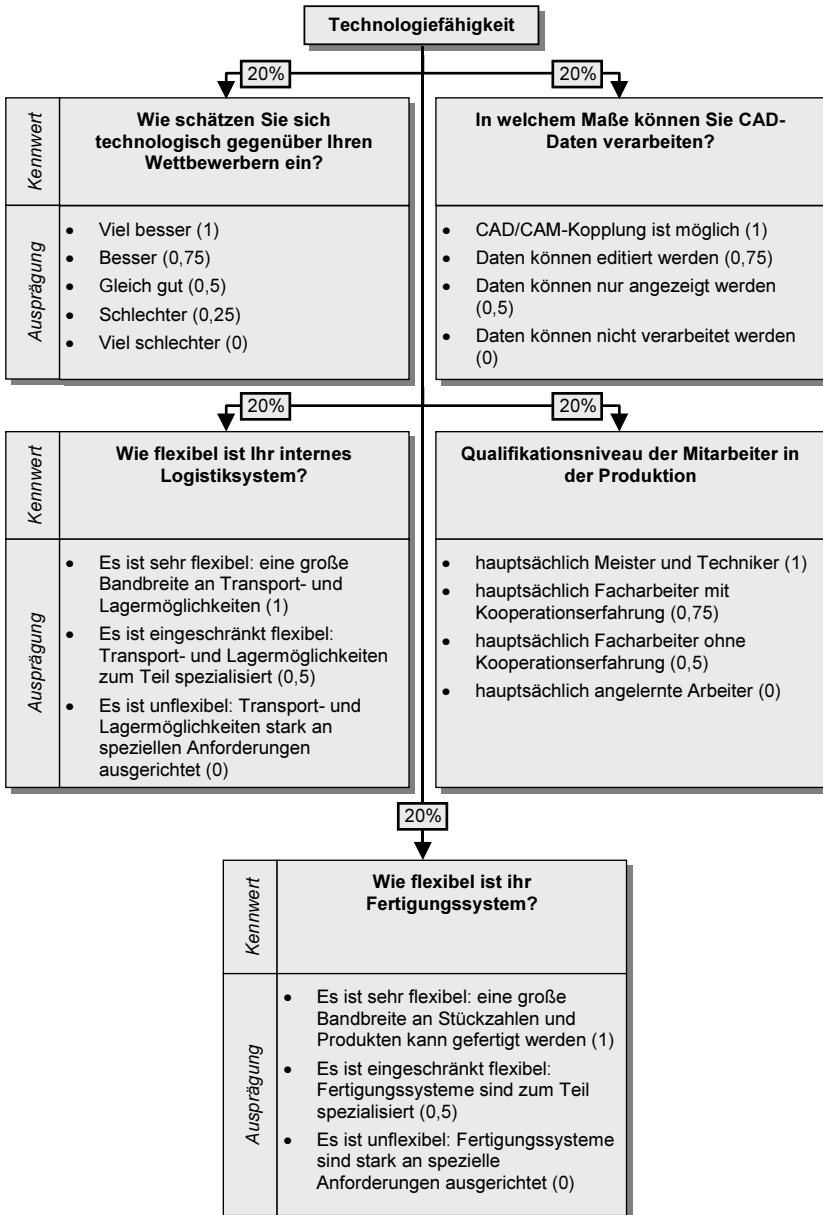 Technologiefähigkeit
20%
20%
Kennwert
Wie schätzen Sie sich
technologisch gegenüber Ihren
Wettbewerbern ein?
Ausprägung
• Viel besser (1)
• Besser (0,75)
• Gleich gut (0,5)
• Schlechter (0,25)
• Viel schlechter (0)
In welchem Maße können Sie CAD-
Daten verarbeiten?
• CAD/CAM-Kopplung ist möglich (1)
• Daten können editiert werden (0,75)
• Daten können nur angezeigt werden
(0,5)
• Daten können nicht verarbeitet werden
(0)
20%
20%
Kennwert
Wie flexibel ist Ihr internes
Logistiksystem?
Ausprägung
• Es ist sehr flexibel: eine große
Bandbreite an Transport- und
Lagermöglichkeiten (1)
• Es ist eingeschränkt flexibel:
Transport- und Lagermöglichkeiten
zum Teil spezialisiert (0,5)
• Es ist unflexibel: Transport- und
Lagermöglichkeiten stark an
speziellen Anforderungen
ausgerichtet (0)
Qualifikationsniveau der Mitarbeiter in
der Produktion
• hauptsächlich Meister und Techniker (1)
• hauptsächlich Facharbeiter mit
Kooperationserfahrung (0,75)
• hauptsächlich Facharbeiter ohne
Kooperationserfahrung (0,5)
• hauptsächlich angelernte Arbeiter (0)
20%
Kennwert
Wie flexibel ist ihr
Fertigungssystem?
Ausprägung
• Es ist sehr flexibel: eine große
Bandbreite an Stückzahlen und
Produkten kann gefertigt werden (1)
• Es ist eingeschränkt flexibel:
Fertigungssysteme sind zum Teil
spezialisiert (0,5)
• Es ist unflexibel: Fertigungssysteme
sind stark an spezielle
Anforderungen ausgerichtet (0)